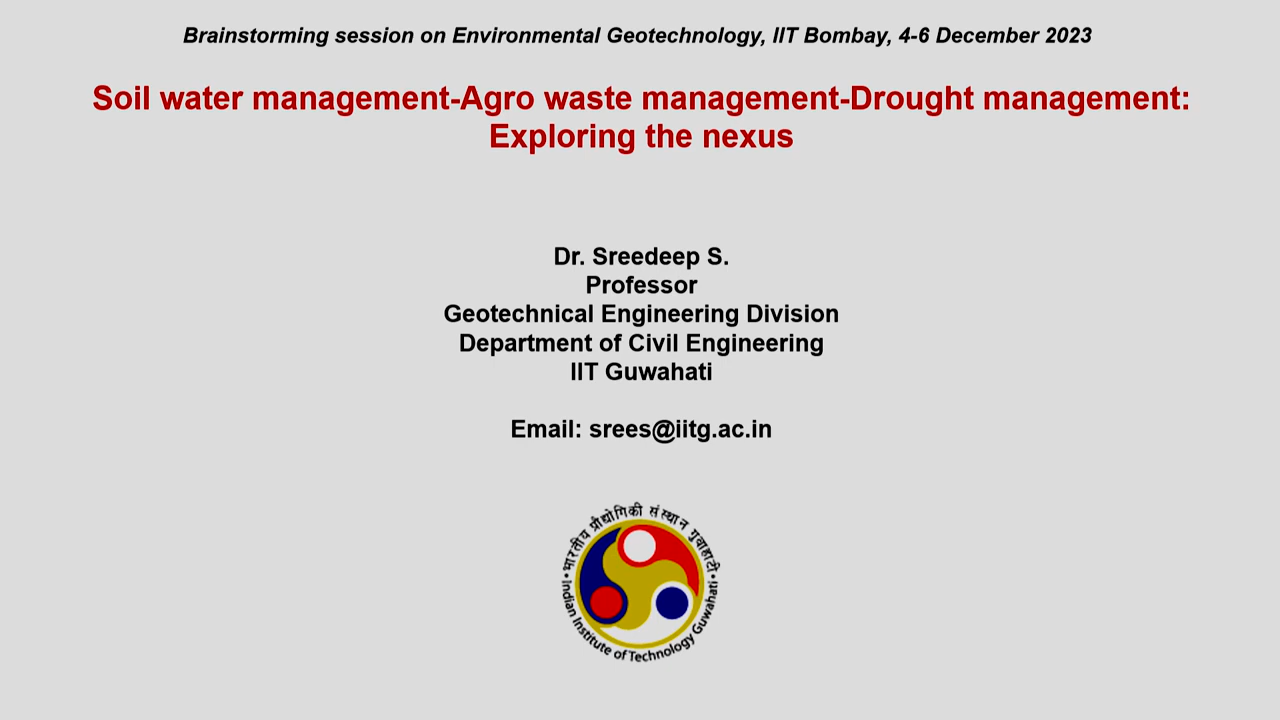 Brainstorming session on Environmental Geotechnology, IIT Bombay, 4-6 December 2023
Soil water management-Agro waste management-Drought management:
Exploring the nexus
Dr. Sreedeep S.
Professor
Geotechnical Engineering Division
Department of Civil Engineering
IIT Guwahati
Email: srees@iitg.ac.in
भारतीय प्रौद्योगिकी संस्थान गुवाहाटी
Indian Institute of Technology Guwahati